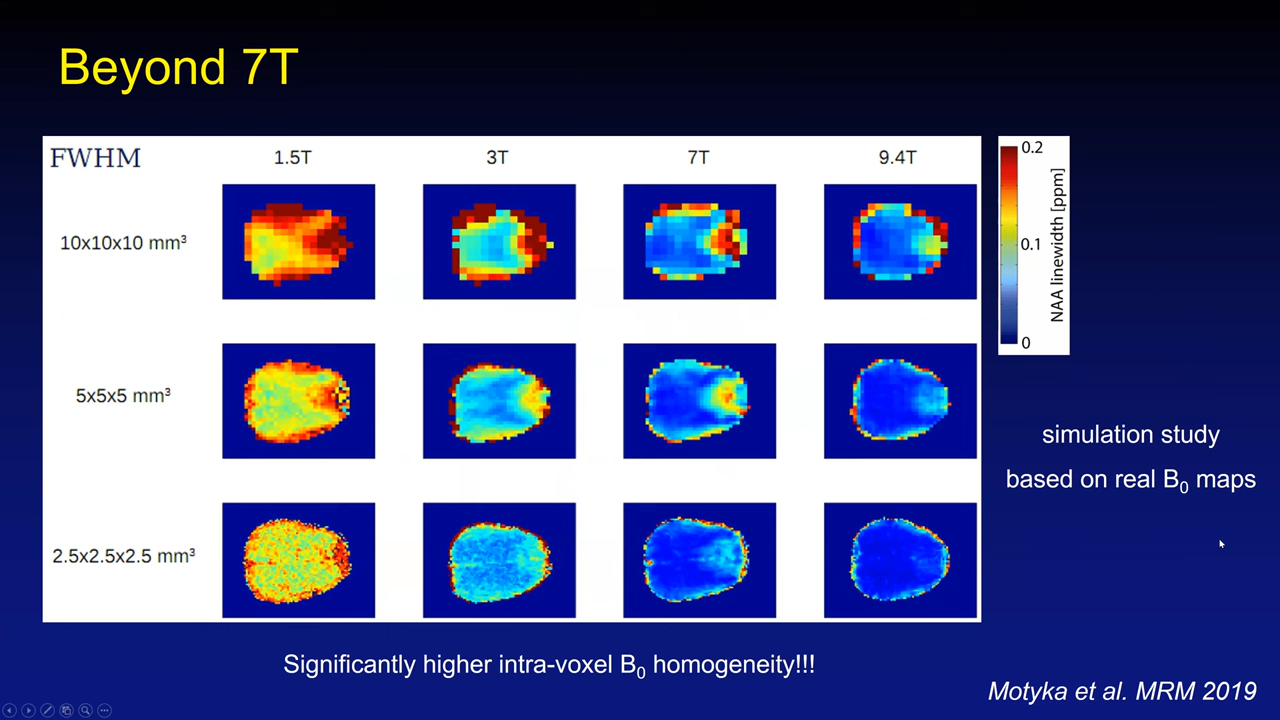 Beyond 7T
FWHM
1.5T
3T
7T
9.4T
10x10x10 mm³
5x5x5 mm³
2.5x2.5x2.5 mm³
0.2
0.1
0
NAA linewidth [ppm]
simulation study
based on real B₀ maps
Significantly higher intra-voxel B₀ homogeneity!!!
Motyka et al. MRM 2019